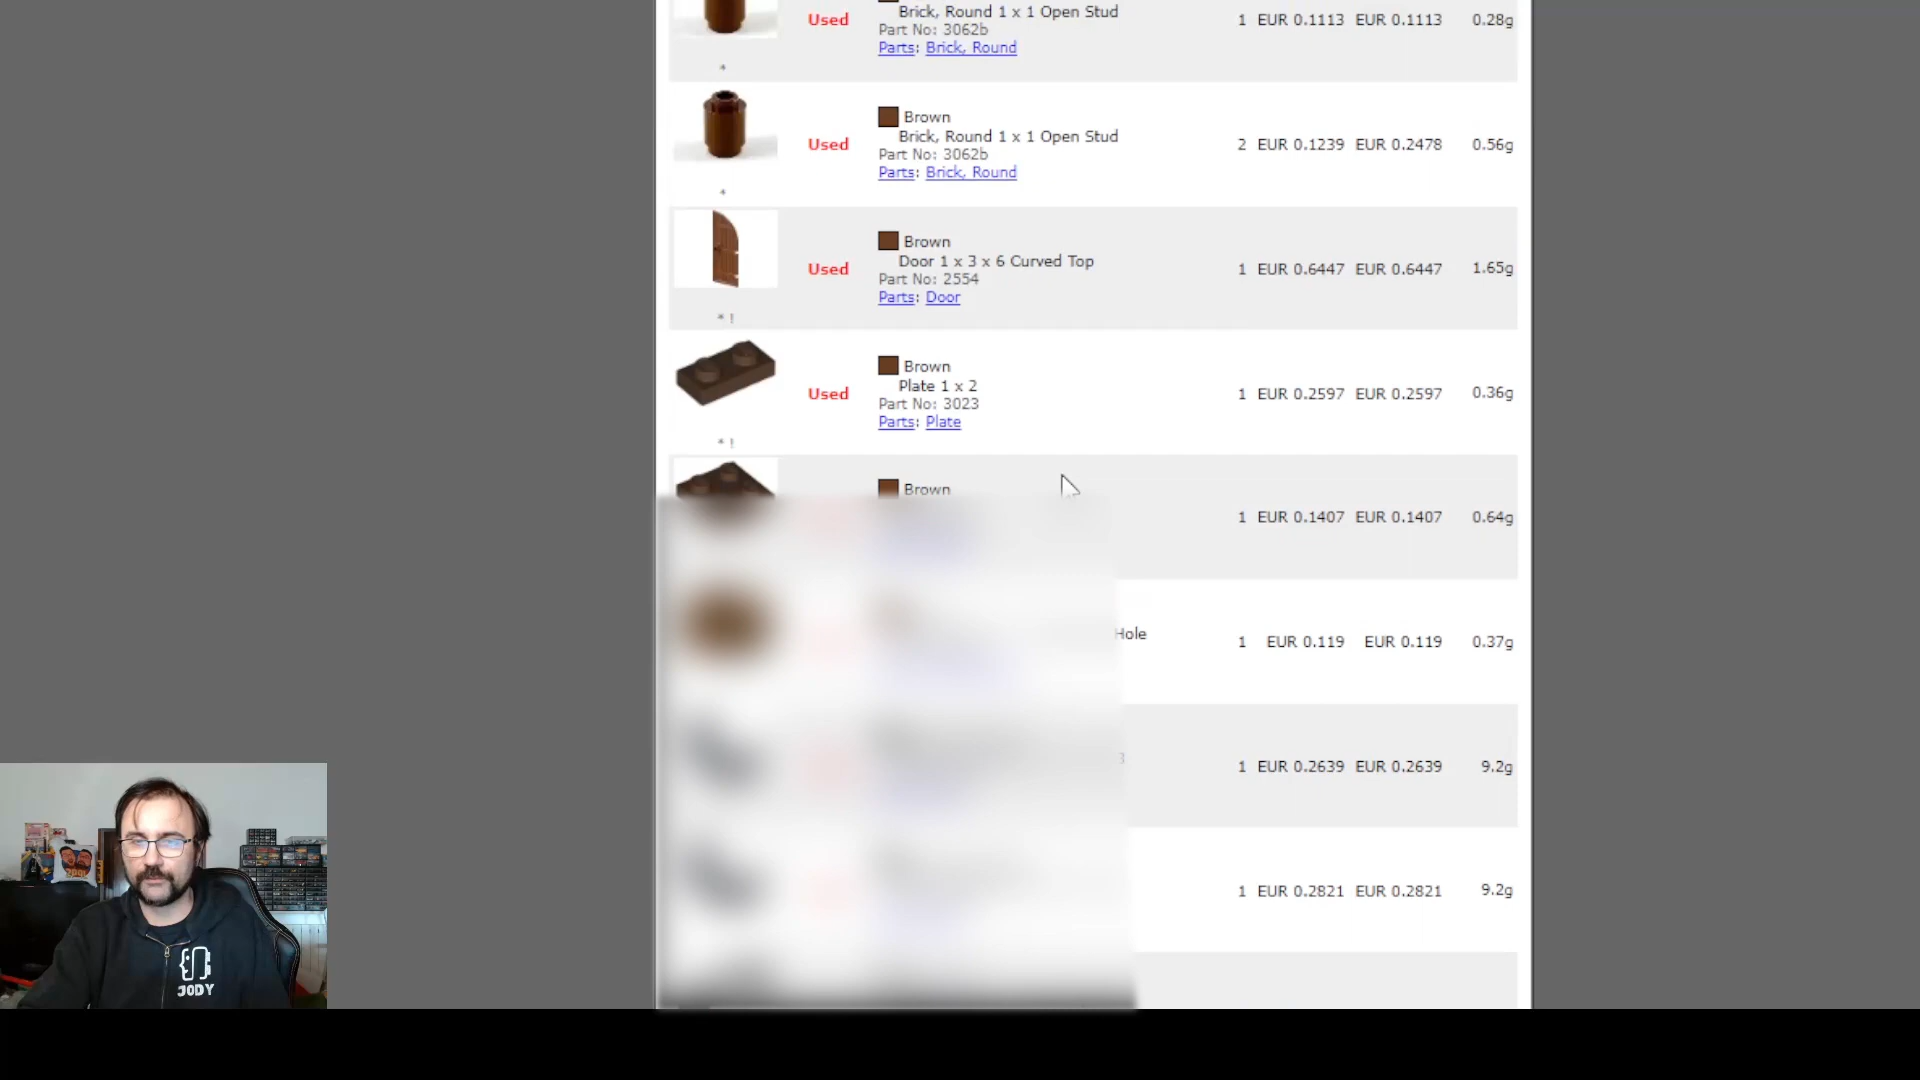 Used
Brick, Round 1 x 1 Open Stud
Part No: 3062b
Parts: Brick, Round
1 EUR 0.1113 EUR 0.1113 0.28g
*
Used
Brown
Brick, Round 1 x 1 Open Stud
Part No: 3062b
Parts: Brick, Round
2 EUR 0.1239 EUR 0.2478 0.56g
*
Used
Brown
Door 1 x 3 x 6 Curved Top
Part No: 2554
Parts: Door
1 EUR 0.6447 EUR 0.6447 1.65g
* !
Used
Brown
Plate 1 x 2
Part No: 3023
Parts: Plate
1 EUR 0.2597 EUR 0.2597 0.36g
* !
Brown
1 EUR 0.1407 EUR 0.1407 0.64g
Hole
1 EUR 0.119 EUR 0.119 0.37g
1 EUR 0.2639 EUR 0.2639 9.2g
1 EUR 0.2821 EUR 0.2821 9.2g
JODY